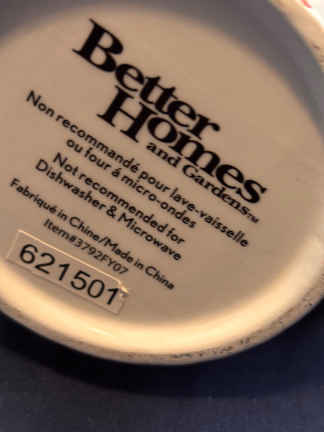 Better
Homes
and Gardens™
Non recommandé pour lave-vaisselle
ou four á micro-ondes
Not recommended for
Dishwasher & Microwave
Fabriqué in Chine/Made in China
Item#3792FY07
621501